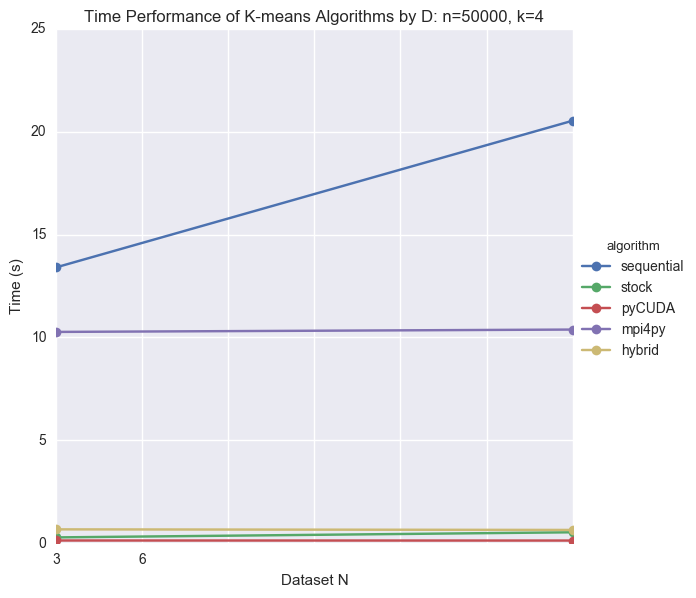 Time Performance of K-means Algorithms by D: n=50000, k=4
25
20
15
10
5
0
Time (s)
3
6
Dataset N
algorithm
sequential
stock
pyCUDA
mpi4py
hybrid